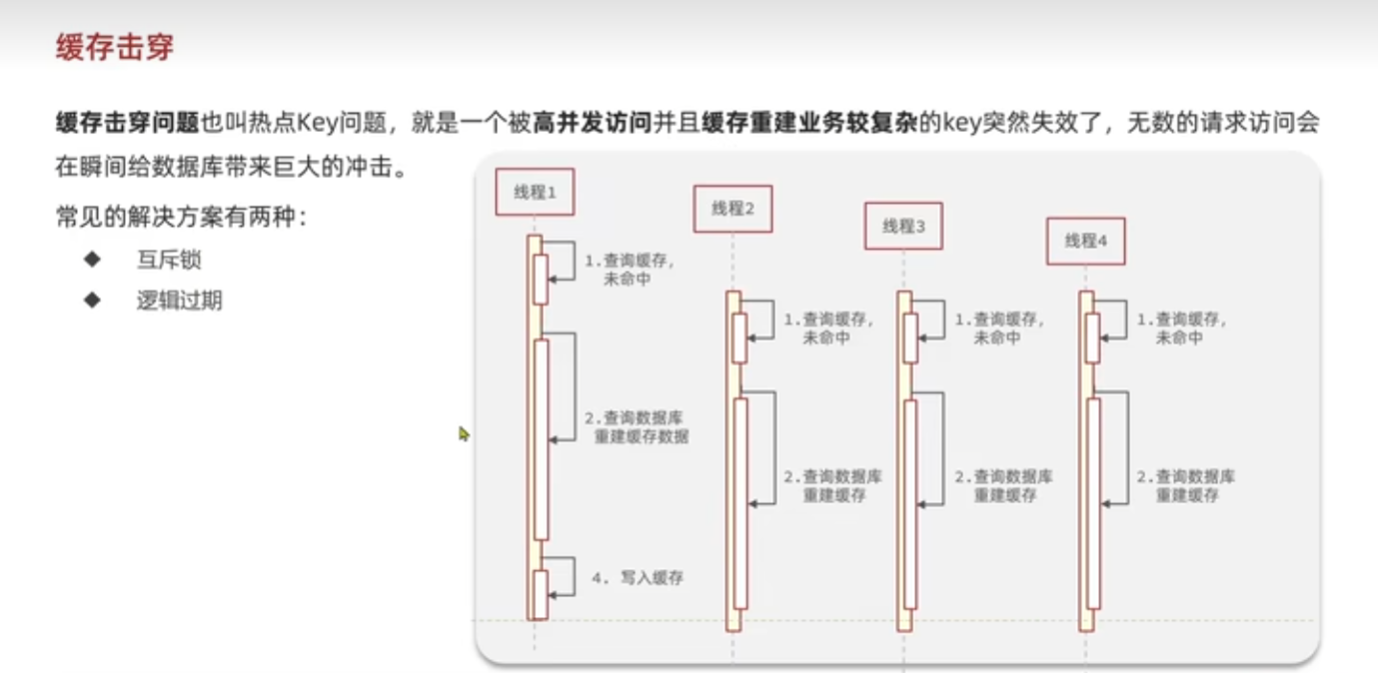 缓存击穿
缓存击穿问题也叫热点Key问题，就是一个被高并发访问并且缓存重建业务较复杂的key突然失效了，无数的请求访问会
在瞬间给数据库带来巨大的冲击。
常见的解决方案有两种：
◆ 互斥锁
◆ 逻辑过期
线程1
1.查询缓存，
未命中
2.查询数据库
重建缓存数据
4. 写入缓存
线程2
1.查询缓存，
未命中
2.查询数据库
重建缓存
线程3
1.查询缓存，
未命中
2.查询数据库
重建缓存
线程4
1.查询缓存，
未命中
2.查询数据库
重建缓存